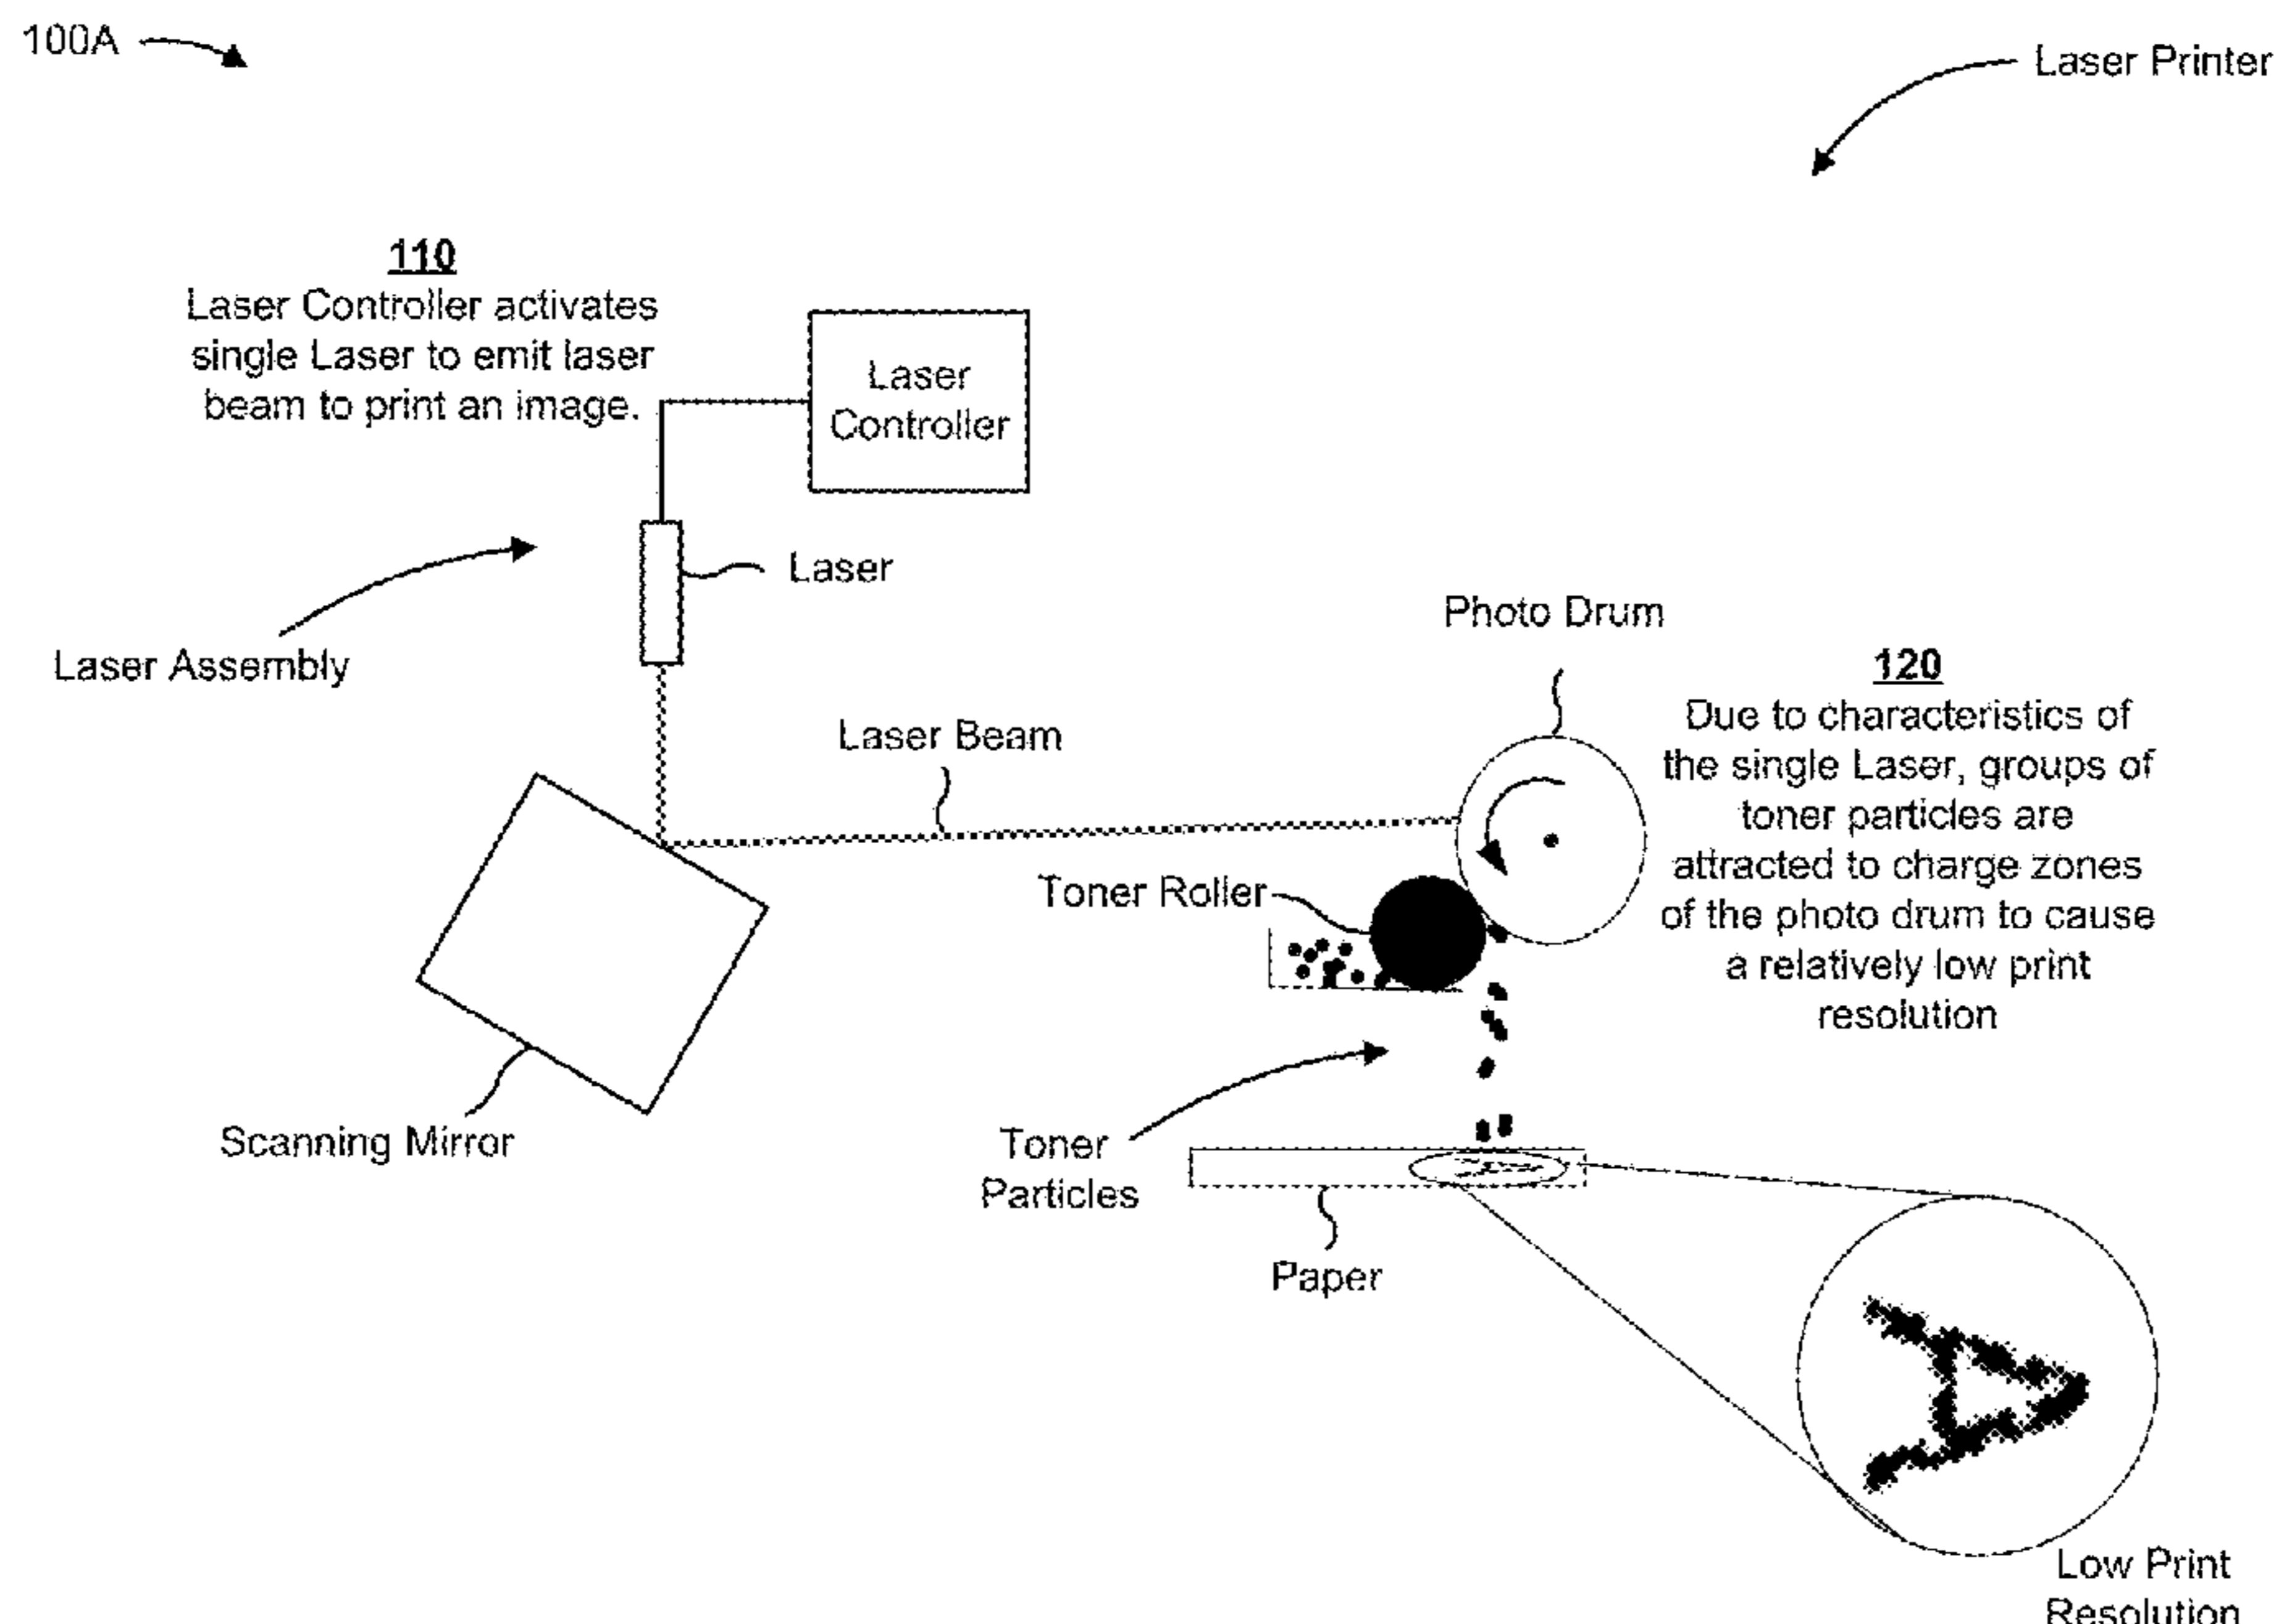 100A
Laser Printer
110
Laser Controller activates
single Laser to emit laser
beam to print an image.
Laser
Controller
Laser
Laser Assembly
Photo Drum
120
Due to characteristics of
the single Laser, groups of
toner particles are
attracted to charge zones
of the photo drum to cause
a relatively low print
resolution
Laser Beam
Toner Roller
Scanning Mirror
Toner
Particles
Paper
A
Low Print
Resolution